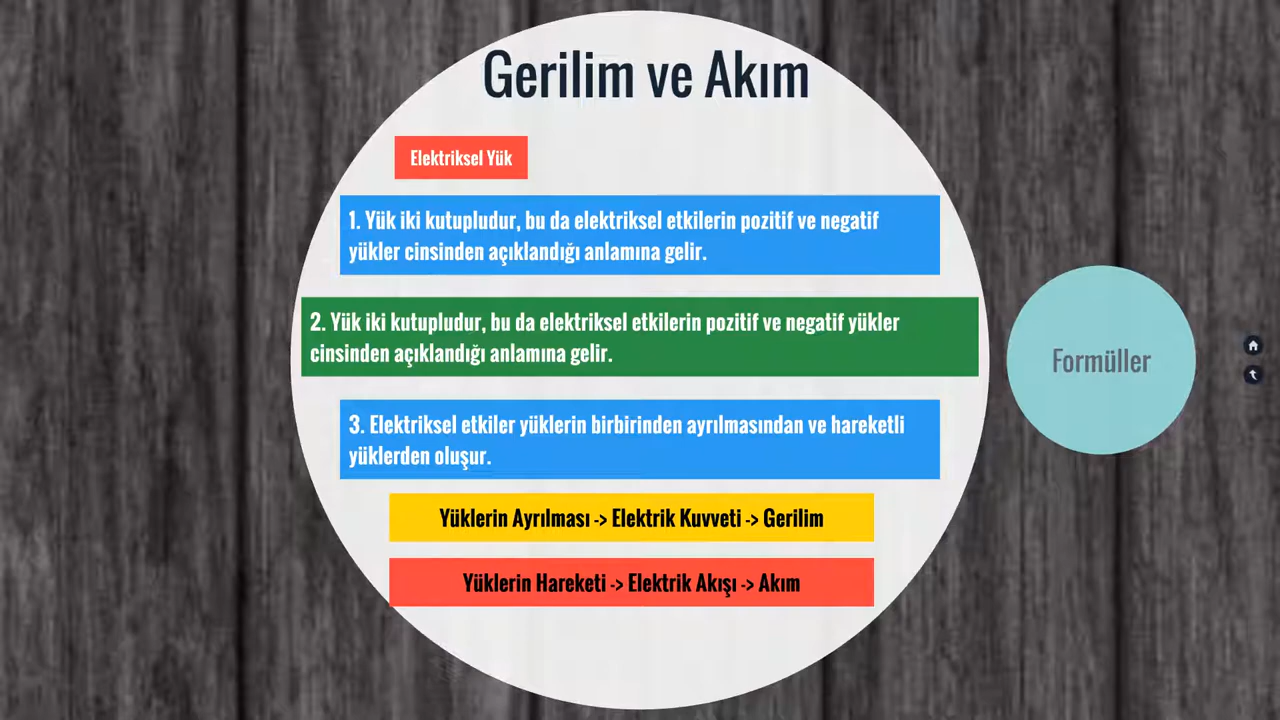 Gerilim ve Akım
Elektriksel Yük
1. Yük iki kutupludur, bu da elektriksel etkilerin pozitif ve negatif
yükler cinsinden açıklandığı anlamına gelir.
2. Yük iki kutupludur, bu da elektriksel etkilerin pozitif ve negatif yükler
cinsinden açıklandığı anlamına gelir.
3. Elektriksel etkiler yüklerin birbirinden ayrılmasından ve hareketli
yüklerden oluşur.
Yüklerin Ayrılması -> Elektrik Kuvveti -> Gerilim
Yüklerin Hareketi -> Elektrik Akışı -> Akım
Formüller